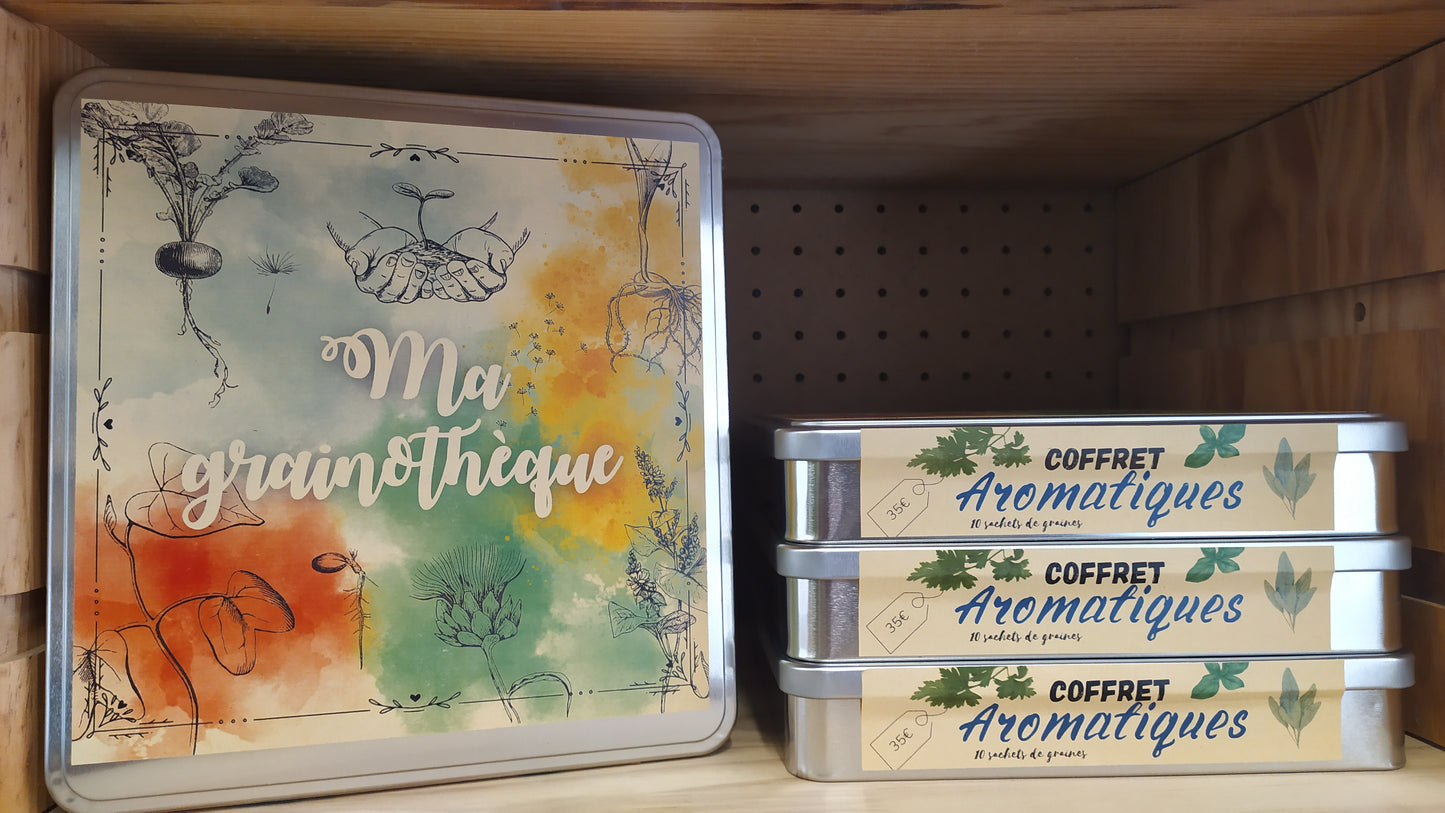 Ma
grainothèque
COFFRET
Aromatiques
10 sachets de graines
35€
COFFRET
Aromatiques
10 sachets de graines
35€
COFFRET
Aromatiques
10 sachets de graines
35€